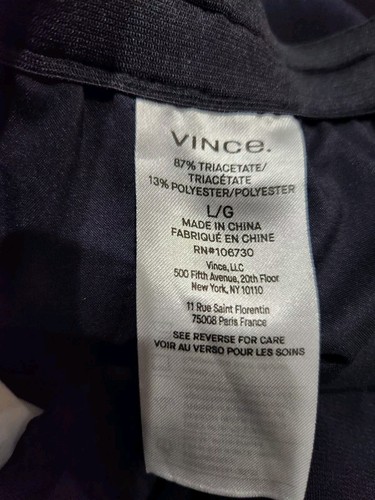 VINCE.
87% TRIACETATE/
TRIACÉTATE
13% POLYESTER/POLYESTER
L/G
MADE IN CHINA
FABRIQUÉ EN CHINE
RN#106730
Vince, LLC
500 Fifth Avenue, 20th Floor
New York, NY 10110
11 Rue Saint Florentin
75008 Paris France
SEE REVERSE FOR CARE
VOIR AU VERSO POUR LES SOINS